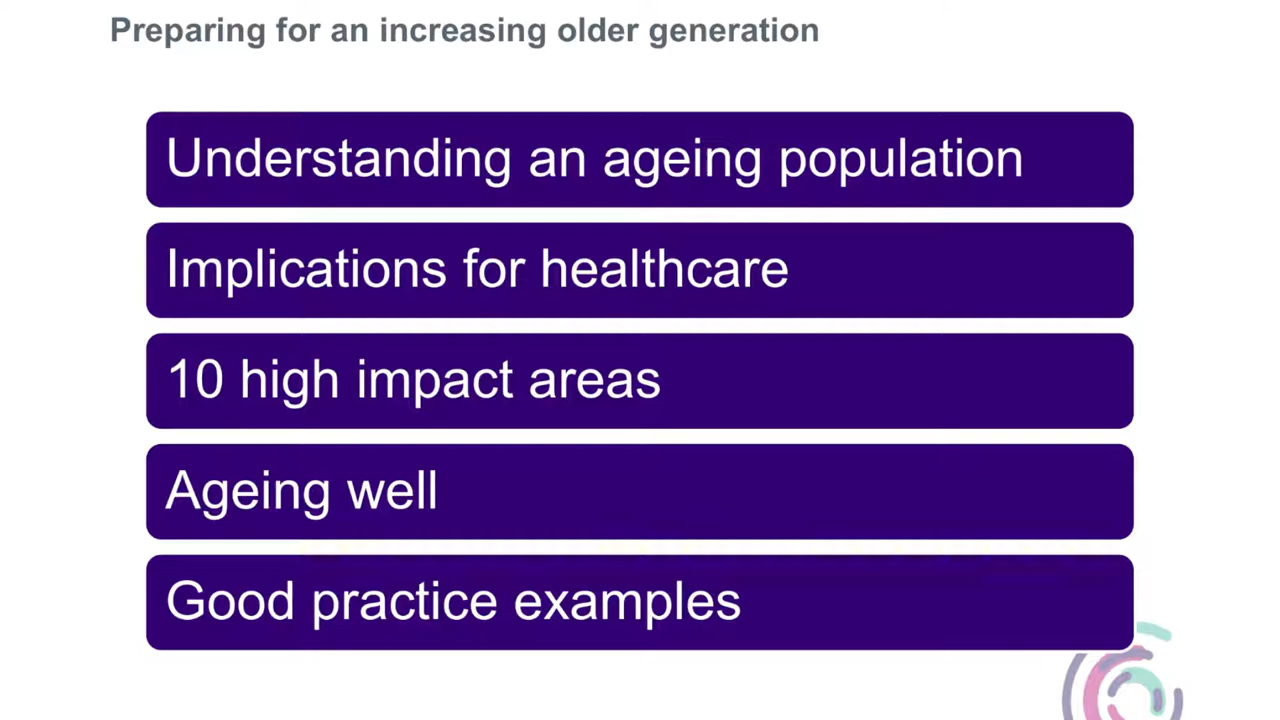 Preparing for an increasing older generation
Understanding an ageing population
Implications for healthcare
10 high impact areas
Ageing well
Good practice examples